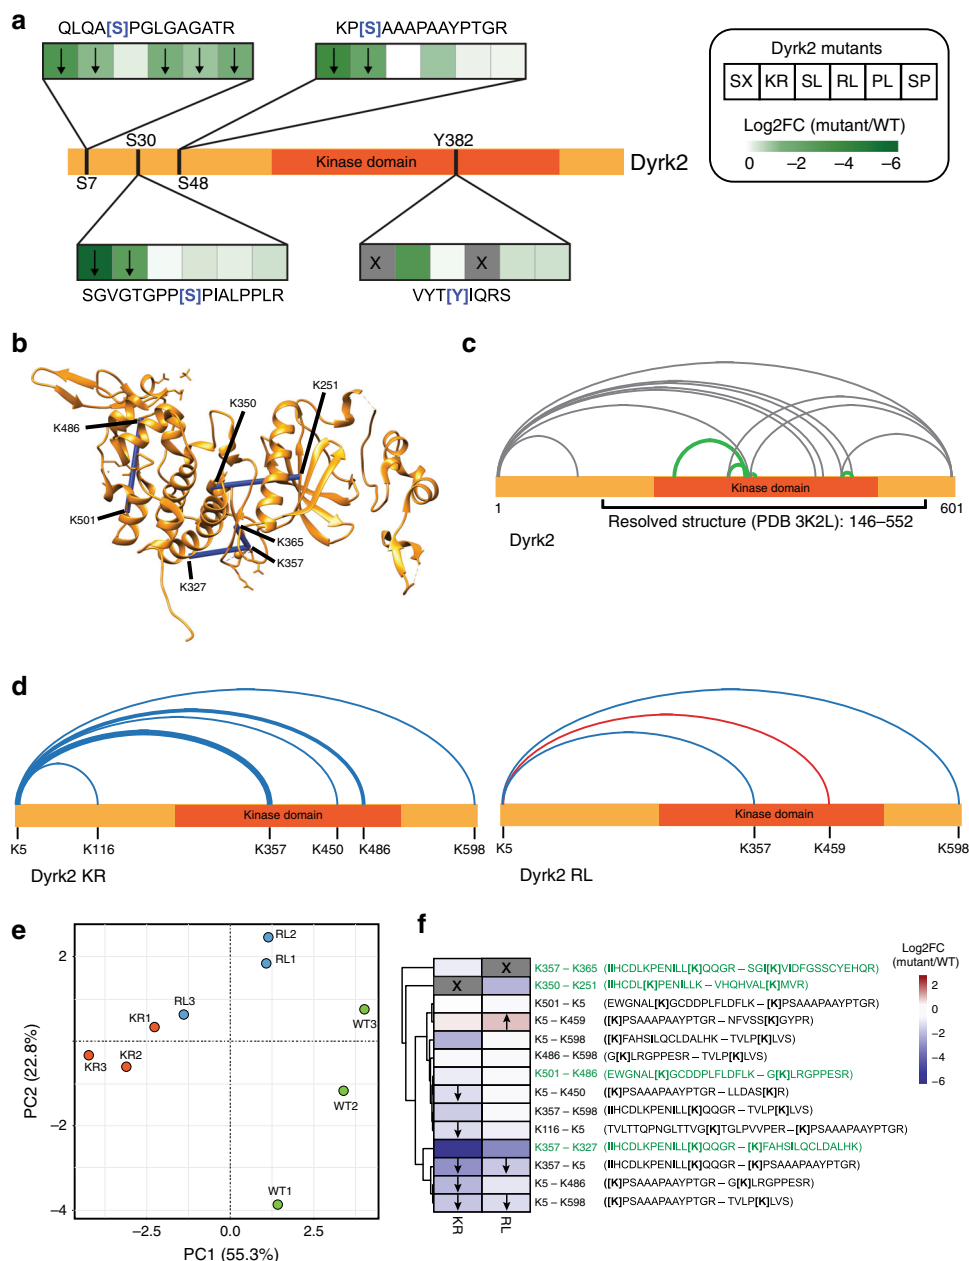 a
QLQA[S]PGLGAGATR
KP[S]AAAPAAYPTGR
Dyrk2 mutants
SX KR SL RL PL SP
Log2FC (mutant/WT)
0 −2 −4 −6
S30
Y382
Kinase domain
Dyrk2
S7
S48
X
X
SGVGTGPP[S]PIALPPLR
VYT[Y]IQRS
b
K486
K350
K251
K501
K365
K357
K327
c
Kinase domain
1
601
Resolved structure (PDB 3K2L): 146–552
Dyrk2
d
Kinase domain
K5 K116 K357 K450 K486 K598
Dyrk2 KR
Kinase domain
K5 K357 K459 K598
Dyrk2 RL
e
PC2 (22.8%)
2
−2
−4
RL2
RL1
RL3
KR1
WT3
KR2
KR3
WT2
WT1
−2.5 0.0 2.5
PC1 (55.3%)
f
Log2FC
(mutant/WT)
2
0
−2
−4
−6
X
K357 – K365 (IIHCDLKPENILL[K]QQGR – SGI[K]VIDFGSSCYEHQR)
X
K350 – K251 (IIHCDL[K]PENILLK – VHQHVAL[K]MVR)
K501 – K5 (EWGNAL[K]GCDDPLFLDFLK – [K]PSAAAPAAYPTGR)
K5 – K459 ([K]PSAAAPAAYPTGR – NFVSS[K]GYPR)
K5 – K598 ([K]FAHSILQCLDALHK – TVLP[K]LVS)
K486 – K598 (G[K]LRGPPESR – TVLP[K]LVS)
K501 – K486 (EWGNAL[K]GCDDPLFLDFLK – G[K]LRGPPESR)
K5 – K450 ([K]PSAAAPAAYPTGR – LLDAS[K]R)
K357 – K598 (IIHCDLKPENILL[K]QQGR – TVLP[K]LVS)
K116 – K5 (TVLTTQPNGLTTVG[K]TGLPVVPER – [K]PSAAAPAAYPTGR)
K357 – K327 (IIHCDLKPENILL[K]QQGR – [K]FAHSILQCLDALHK)
K357 – K5 (IIHCDLKPENILL[K]QQGR – [K]PSAAAPAAYPTGR)
K5 – K486 ([K]PSAAAPAAYPTGR – G[K]LRGPPESR)
K5 – K598 ([K]PSAAAPAAYPTGR – TVLP[K]LVS)
KR
RL